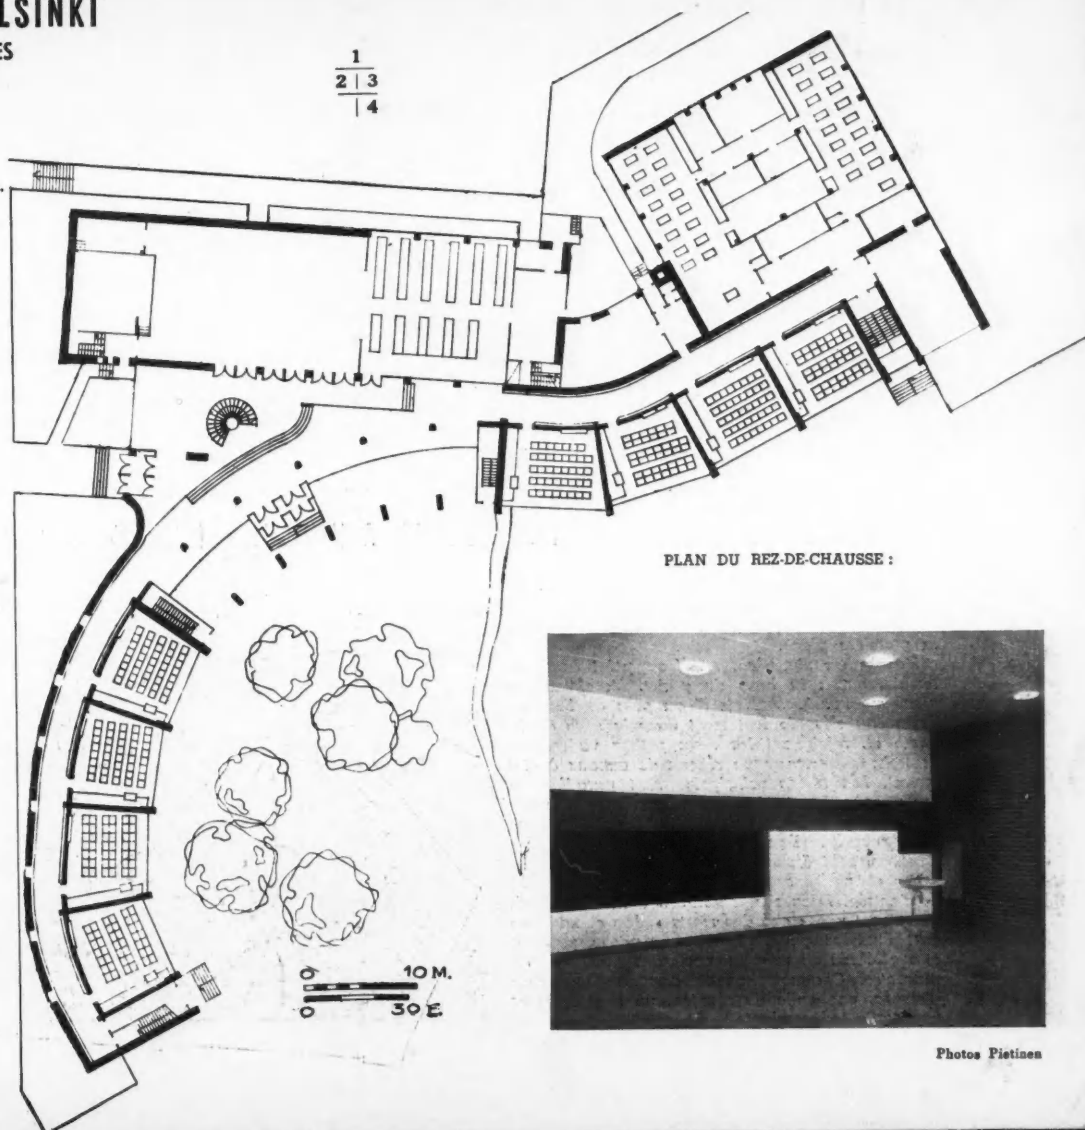 LSINKI
ES
1
2 | 3
| 4
PLAN DU REZ-DE-CHAUSSE :
0 10 M.
0 30 E
Photos Pietinen